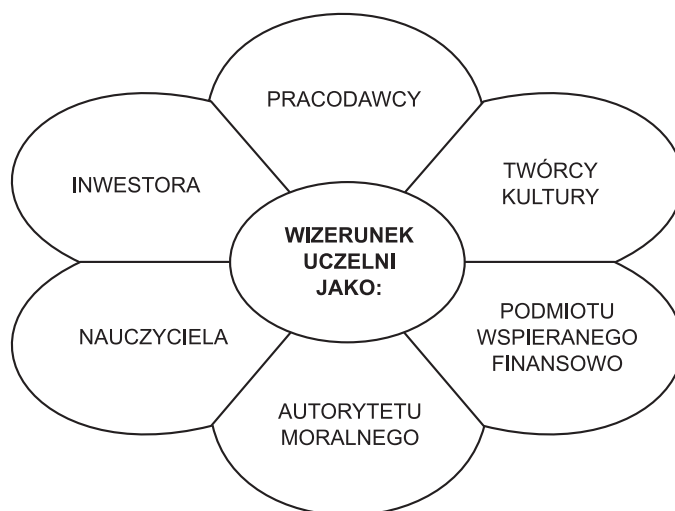 PRACODAWCY
INWESTORA
TWÓRCY
KULTURY
WIZERUNEK
UCZELNI
JAKO:
NAUCZYCIELA
PODMIOTU
WSPIERANEGO
FINANSOWO
AUTORYTETU
MORALNEGO